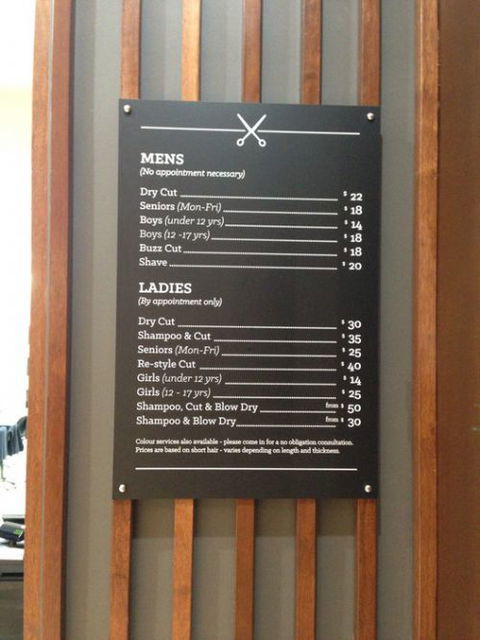 MENS
(No appointment necessary)
Dry Cut $ 22
Seniors (Mon-Fri) $ 18
Boys (under 12 yrs) $ 14
Boys (12 -17 yrs) $ 18
Buzz Cut $ 18
Shave $ 20
LADIES
(By appointment only)
Dry Cut $ 30
Shampoo & Cut $ 35
Seniors (Mon-Fri) $ 25
Re-style Cut $ 40
Girls (under 12 yrs) $ 14
Girls (12 - 17 yrs) $ 25
Shampoo, Cut & Blow Dry from $ 50
Shampoo & Blow Dry from $ 30
Colour services also available - please come in for a no obligation consultation.
Prices are based on short hair - varies depending on length and thickness.